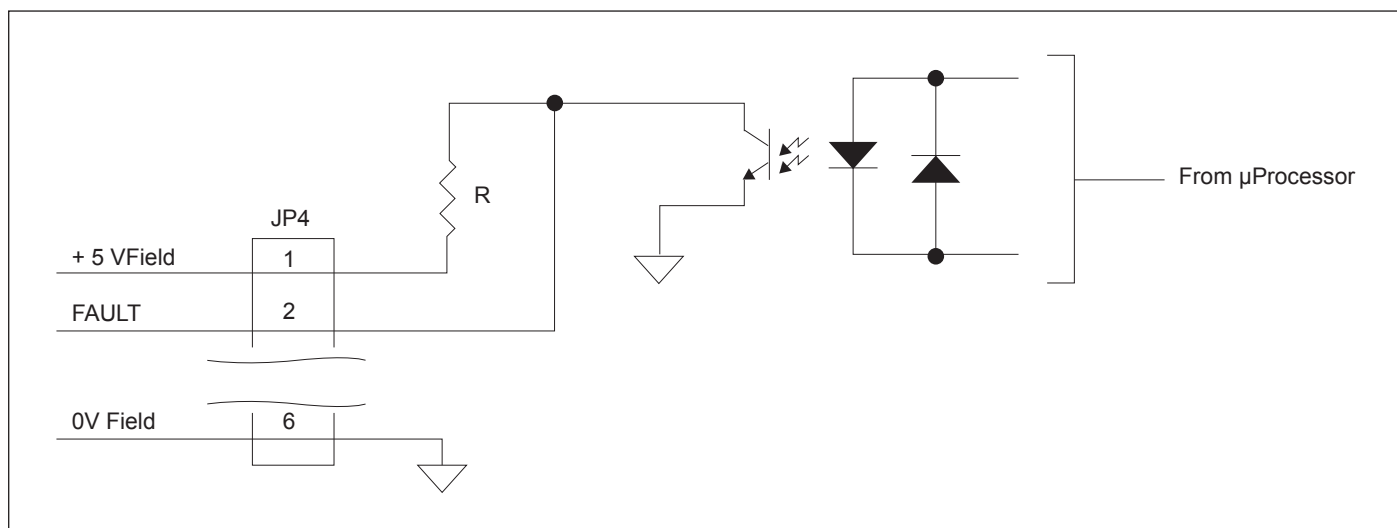 JP4
+ 5 VField
1
FAULT
2
0V Field
6
R
From µProcessor